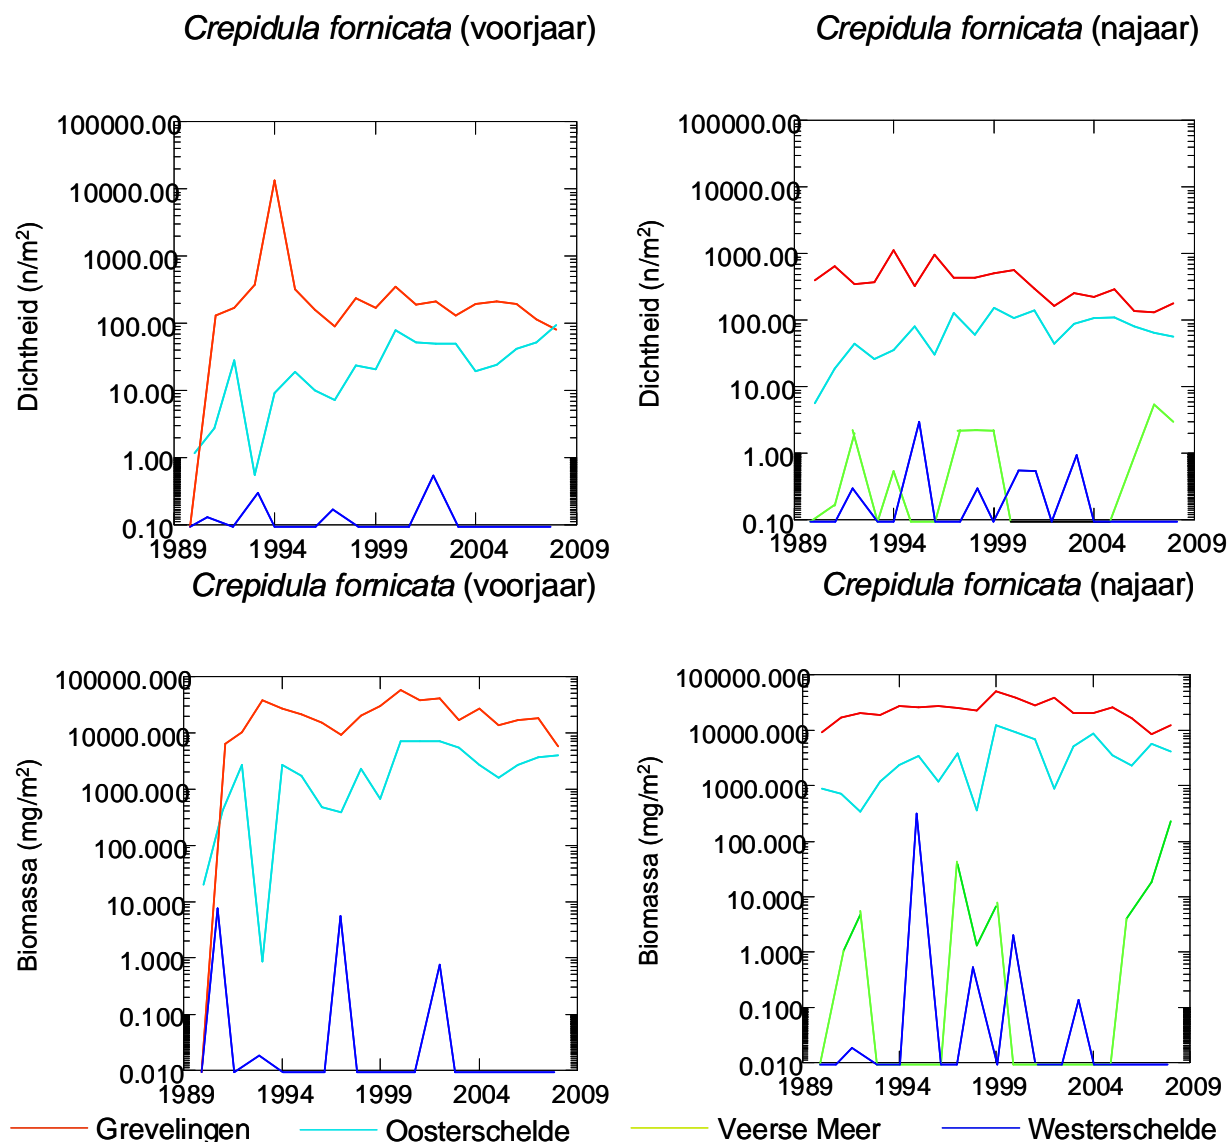 Crepidula fornicata (voorjaar)
Crepidula fornicata (najaar)
Dichtheid (n/m²)
100000.00
10000.00
1000.00
100.00
10.00
1.00
0.10
1989 1994 1999 2004 2009
Dichtheid (n/m²)
100000.00
10000.00
1000.00
100.00
10.00
1.00
0.10
1989 1994 1999 2004 2009
Crepidula fornicata (voorjaar)
Crepidula fornicata (najaar)
Biomassa (mg/m²)
100000.000
10000.000
1000.000
100.000
10.000
1.000
0.100
0.010
1989 1994 1999 2004 2009
Biomassa (mg/m²)
100000.000
10000.000
1000.000
100.000
10.000
1.000
0.100
0.010
1989 1994 1999 2004 2009
Grevelingen Oosterschelde Veerse Meer Westerschelde